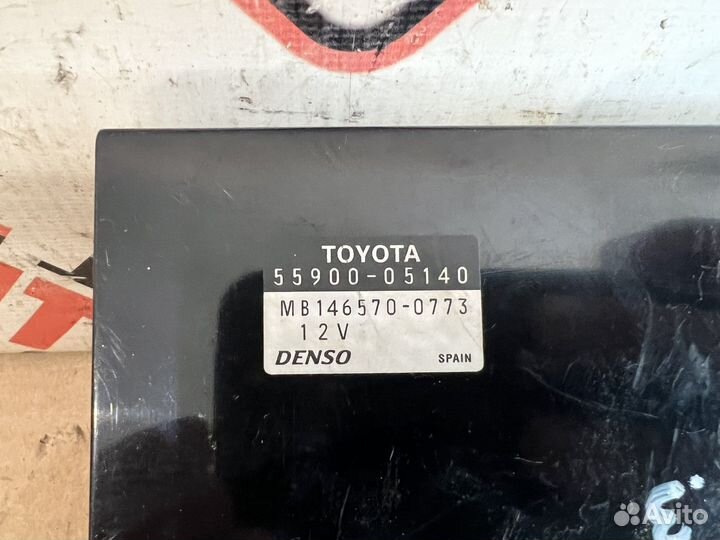 TOYOTA
55900-05140
MB146570-0773
12V
DENSO SPAIN
Avito